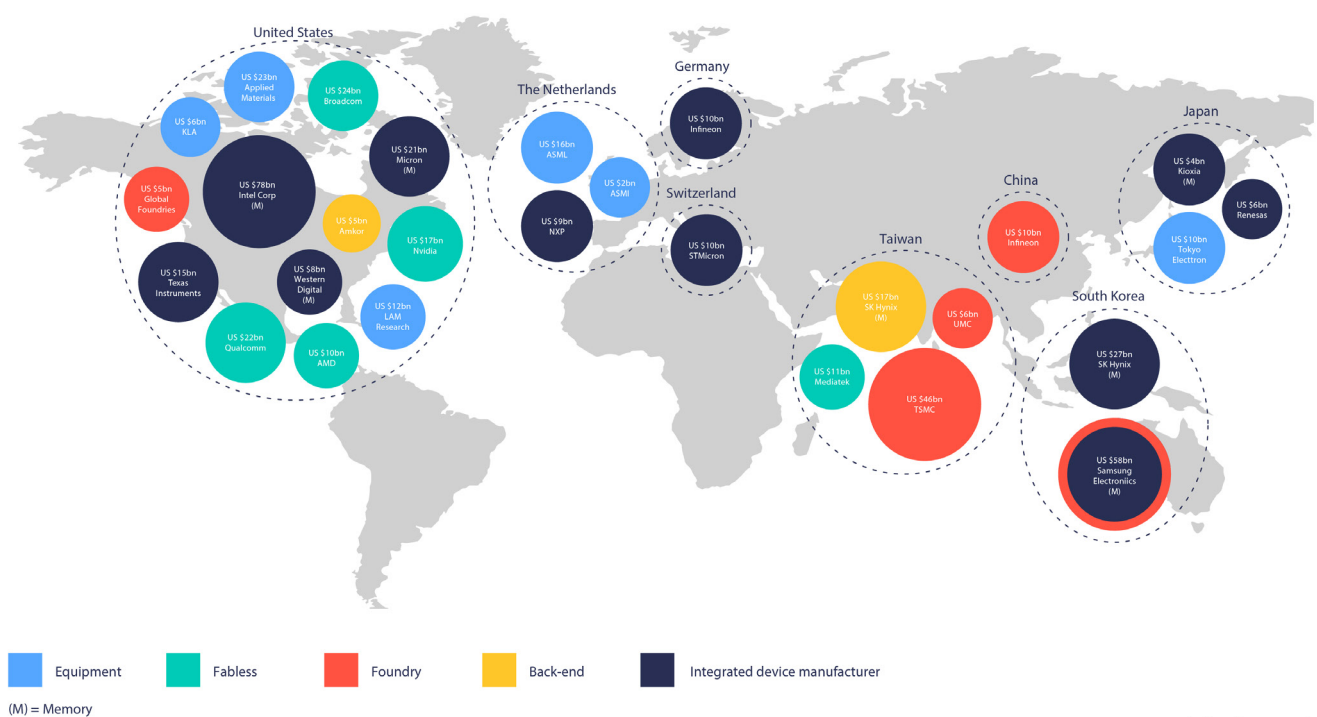 United States
US $23bn
Applied
Materials
US $24bn
Broadcom
US $6bn
KLA
US $21bn
Micron
(M)
US $78bn
Intel Corp
(M)
US $5bn
Global
Foundries
US $5bn
Amkor
US $17bn
Nvidia
US $15bn
Texas
Instruments
US $8bn
Western
Digital
(M)
US $12bn
LAM
Research
US $22bn
Qualcomm
US $10bn
AMD
The Netherlands
US $16bn
ASML
US $2bn
ASMI
US $9bn
NXP
Germany
US $10bn
Infineon
Switzerland
US $10bn
STMicron
Taiwan
US $17bn
SK Hynix
(M)
US $6bn
UMC
US $11bn
Mediatek
US $46bn
TSMC
China
US $10bn
Infineon
Japan
US $4bn
Kioxia
(M)
US $6bn
Renesas
US $10bn
Tokyo
Electtron
South Korea
US $27bn
SK Hynix
(M)
US $58bn
Samsung
Electroniics
(M)
Equipment
Fabless
Foundry
Back-end
Integrated device manufacturer
(M) = Memory